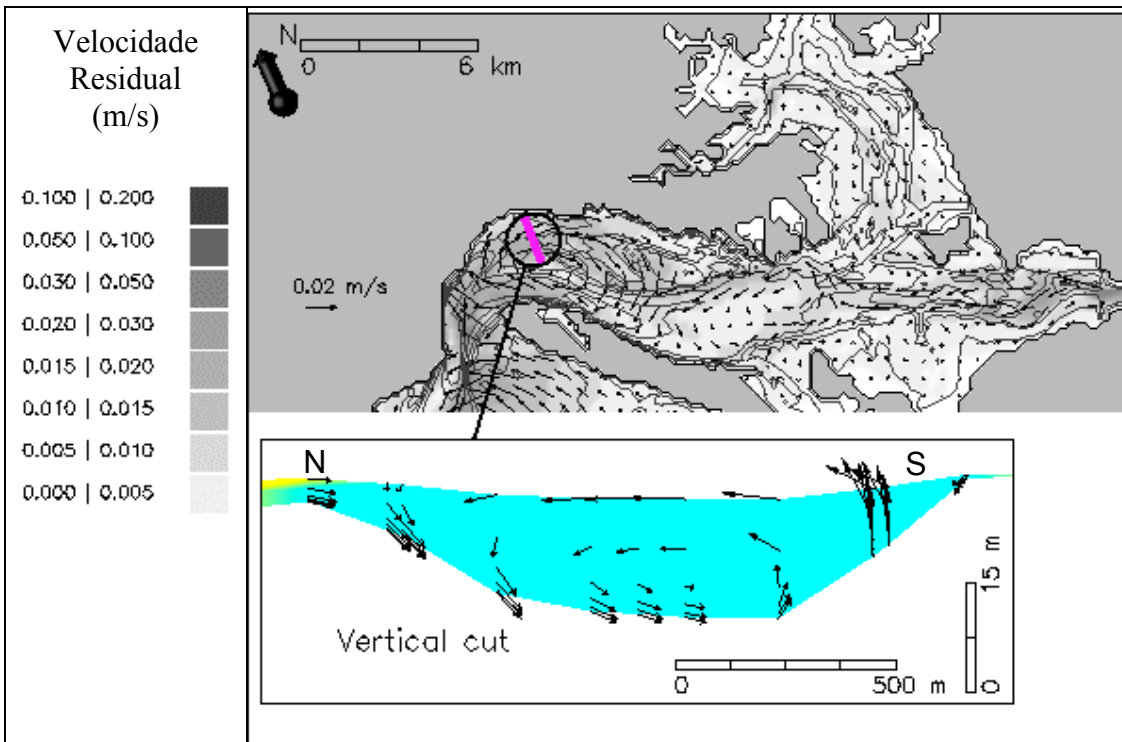 Velocidade
Residual
(m/s)
0.100 | 0.200
0.050 | 0.100
0.030 | 0.050
0.020 | 0.030
0.015 | 0.020
0.010 | 0.015
0.005 | 0.010
0.000 | 0.005
N
0 6 km
0.02 m/s
N S
Vertical cut
0 500 m
0 15 m